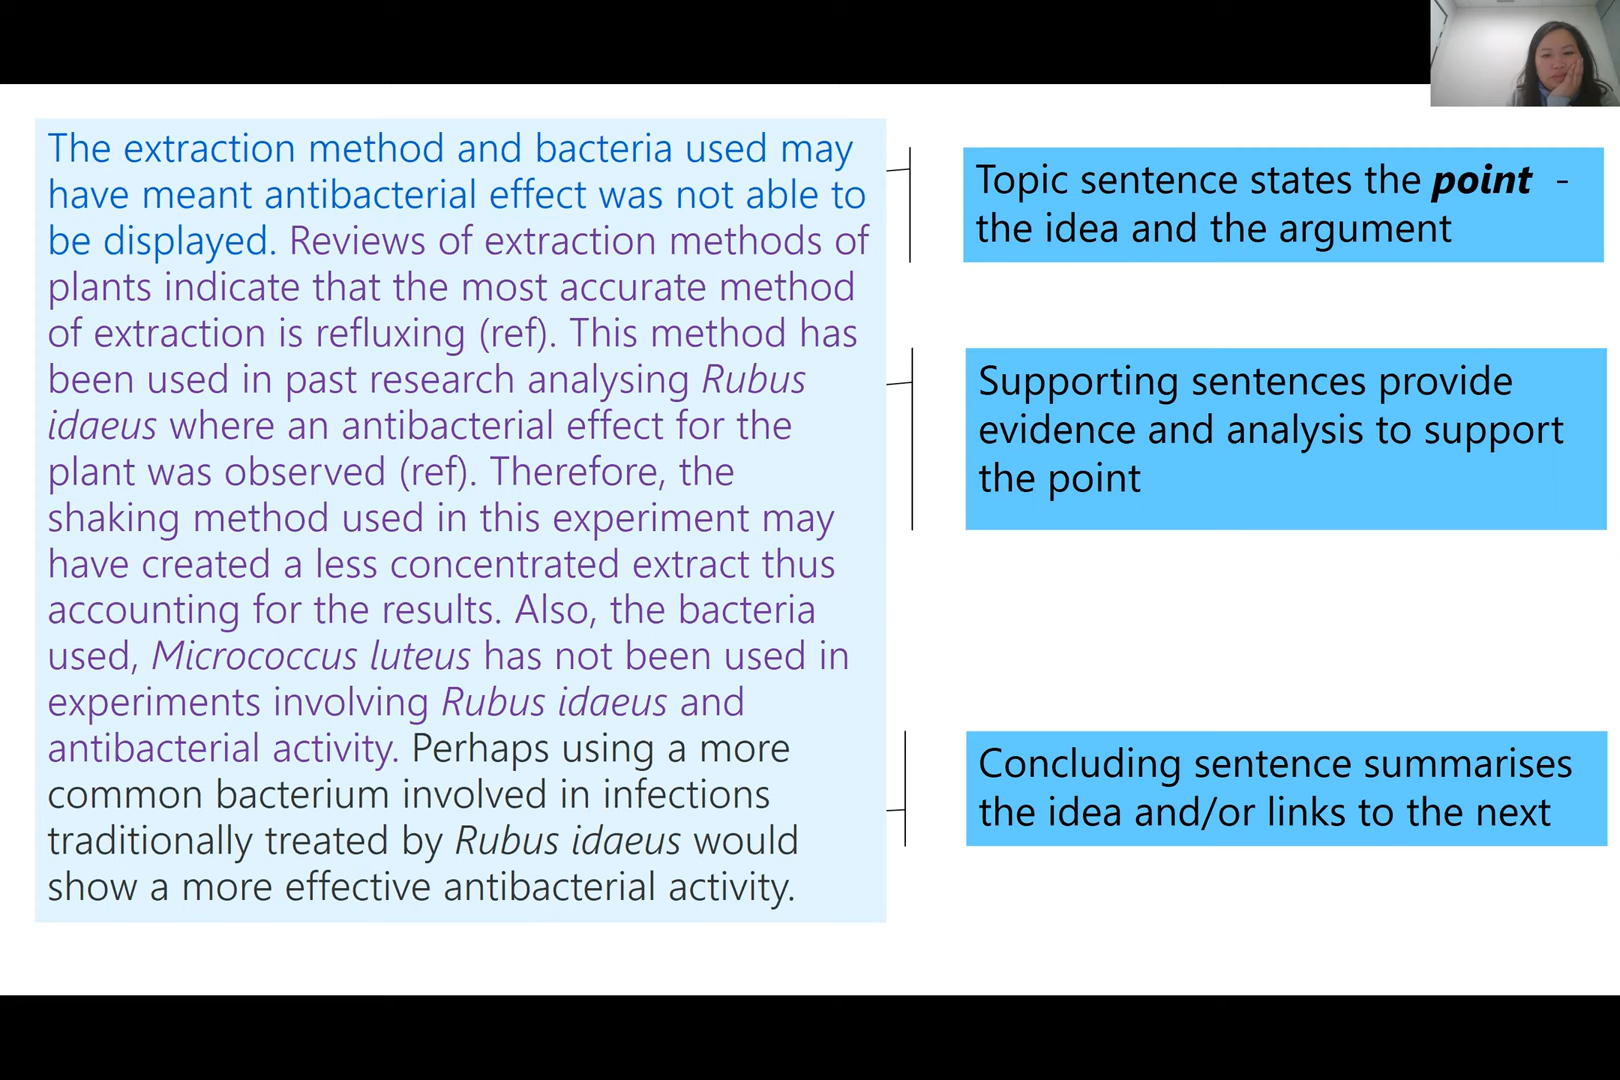 The extraction method and bacteria used may
have meant antibacterial effect was not able to
be displayed. Reviews of extraction methods of
plants indicate that the most accurate method
of extraction is refluxing (ref). This method has
been used in past research analysing Rubus
idaeus where an antibacterial effect for the
plant was observed (ref). Therefore, the
shaking method used in this experiment may
have created a less concentrated extract thus
accounting for the results. Also, the bacteria
used, Micrococcus luteus has not been used in
experiments involving Rubus idaeus and
antibacterial activity. Perhaps using a more
common bacterium involved in infections
traditionally treated by Rubus idaeus would
show a more effective antibacterial activity.
Topic sentence states the point -
the idea and the argument
Supporting sentences provide
evidence and analysis to support
the point
Concluding sentence summarises
the idea and/or links to the next